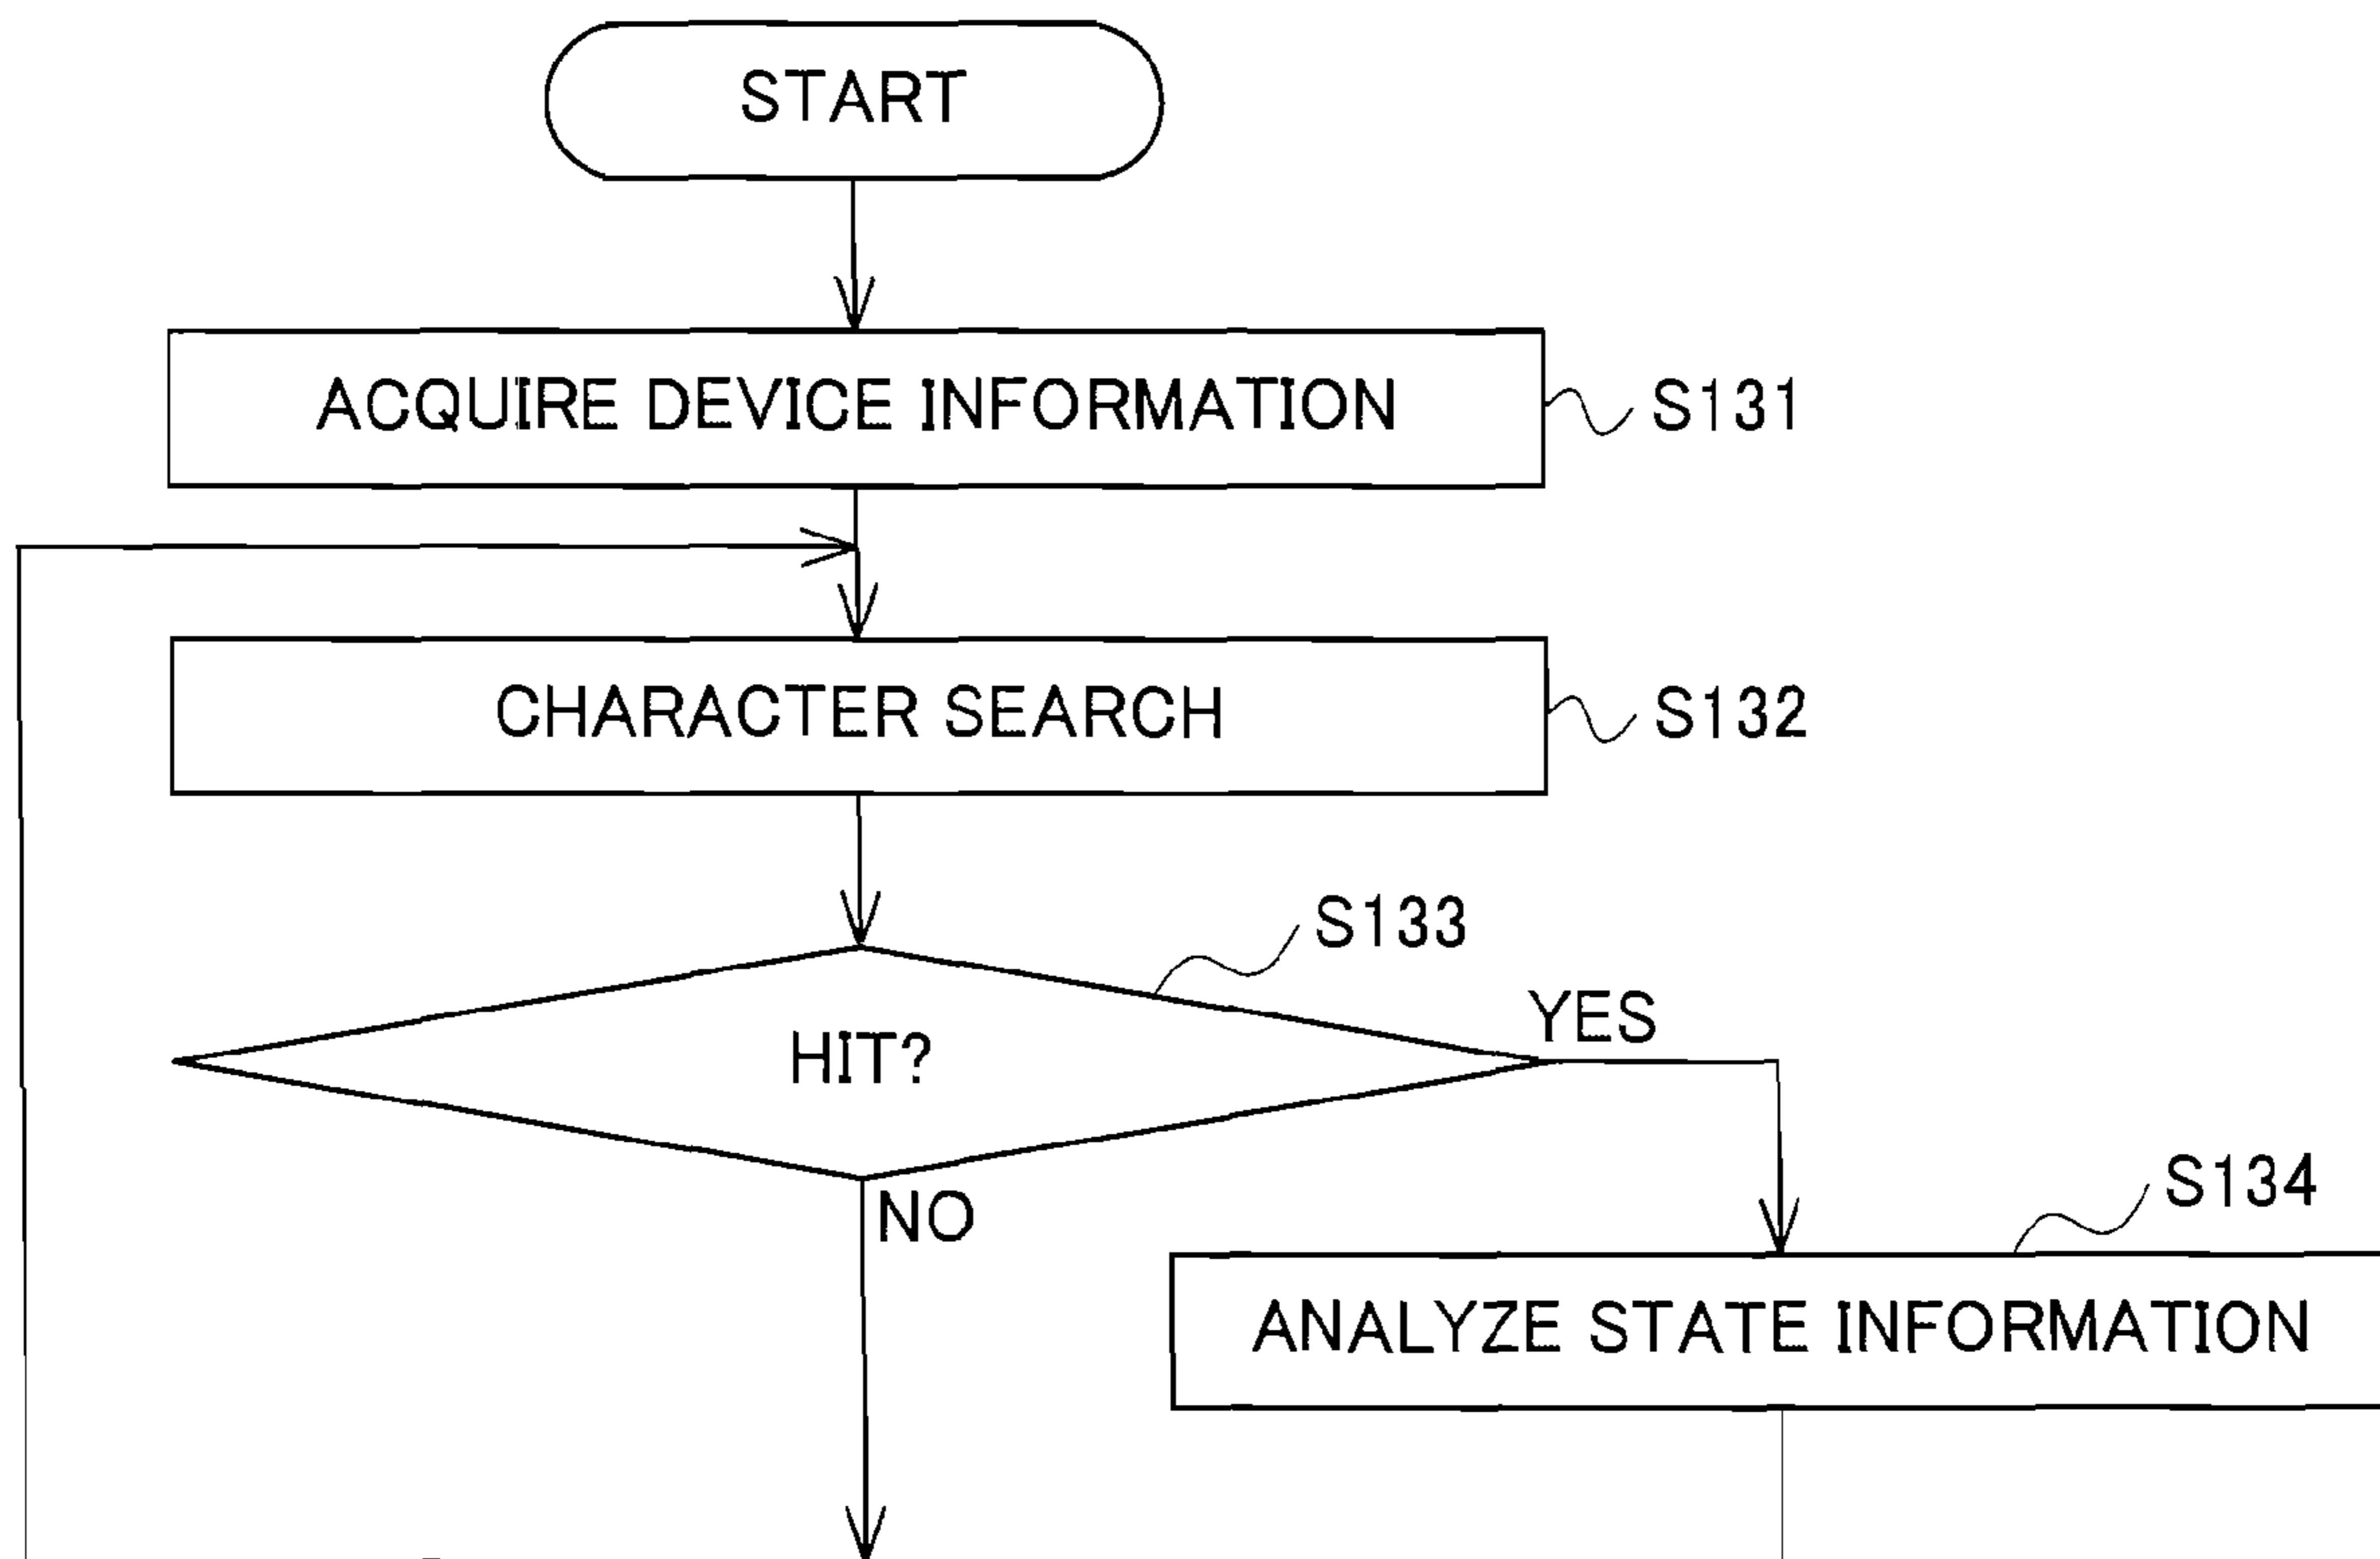 START
ACQUIRE DEVICE INFORMATION
S131
CHARACTER SEARCH
S132
S133
HIT?
YES
NO
S134
ANALYZE STATE INFORMATION